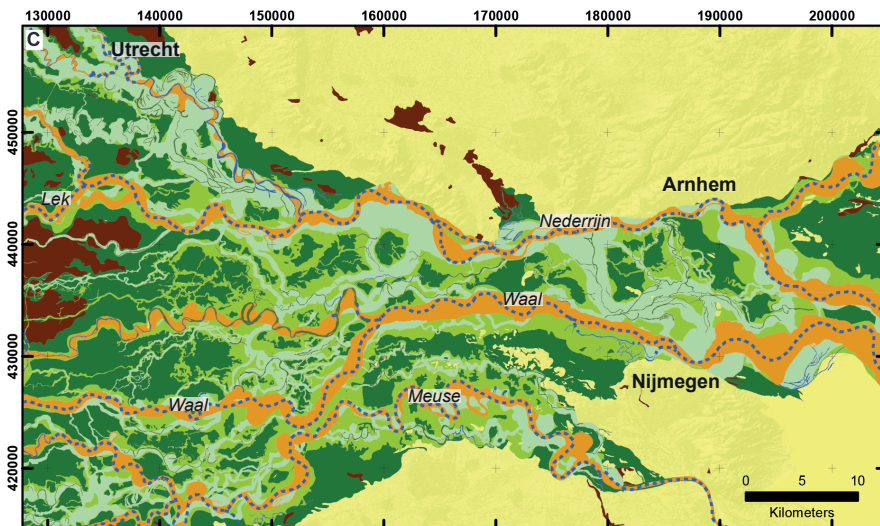 130000 140000 150000 160000 170000 180000 190000 200000
C
Utrecht
450000
Arnhem
Lek
Nederrijn
440000
Waal
430000
Nijmegen
Meuse
Waal
420000
0 5 10
Kilometers